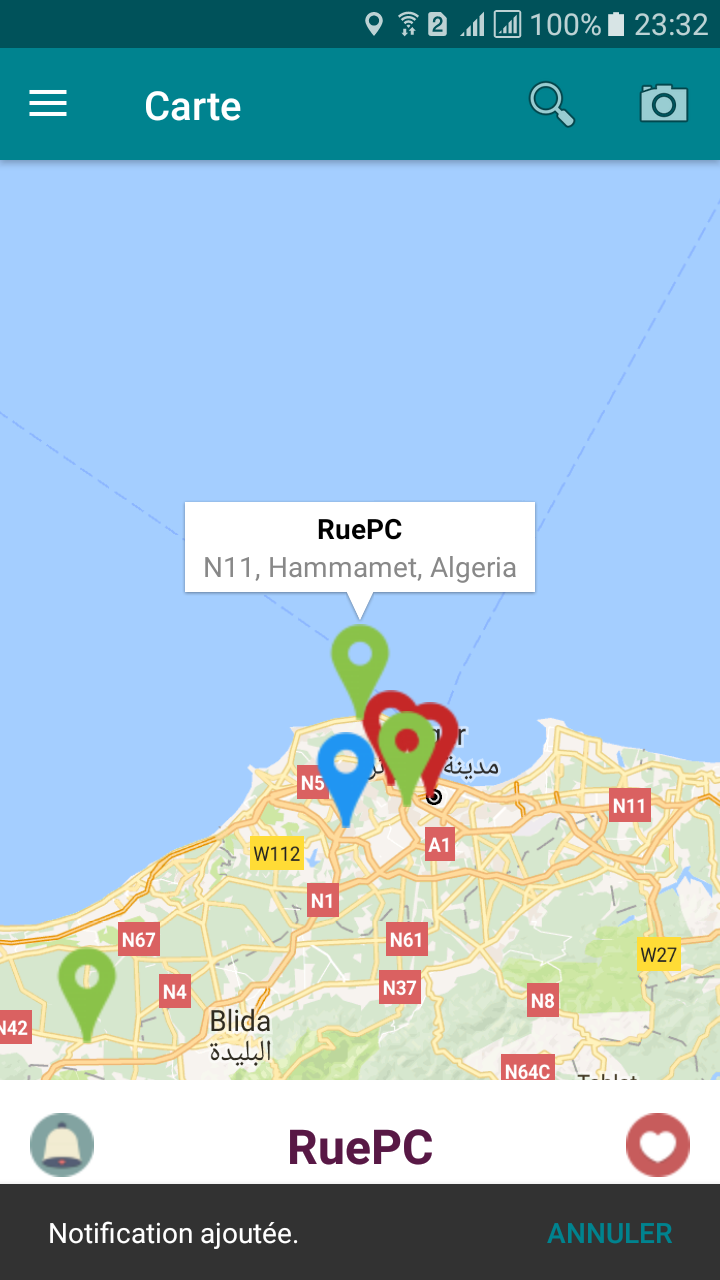 2 100% 23:32
Carte
RuePC
N11, Hammamet, Algeria
مدينة
N5
N11
A1
W112
N1
N67
N61
W27
N4
N37
N8
N42
Blida
البليدة
N64C
RuePC
Notification ajoutée. ANNULER